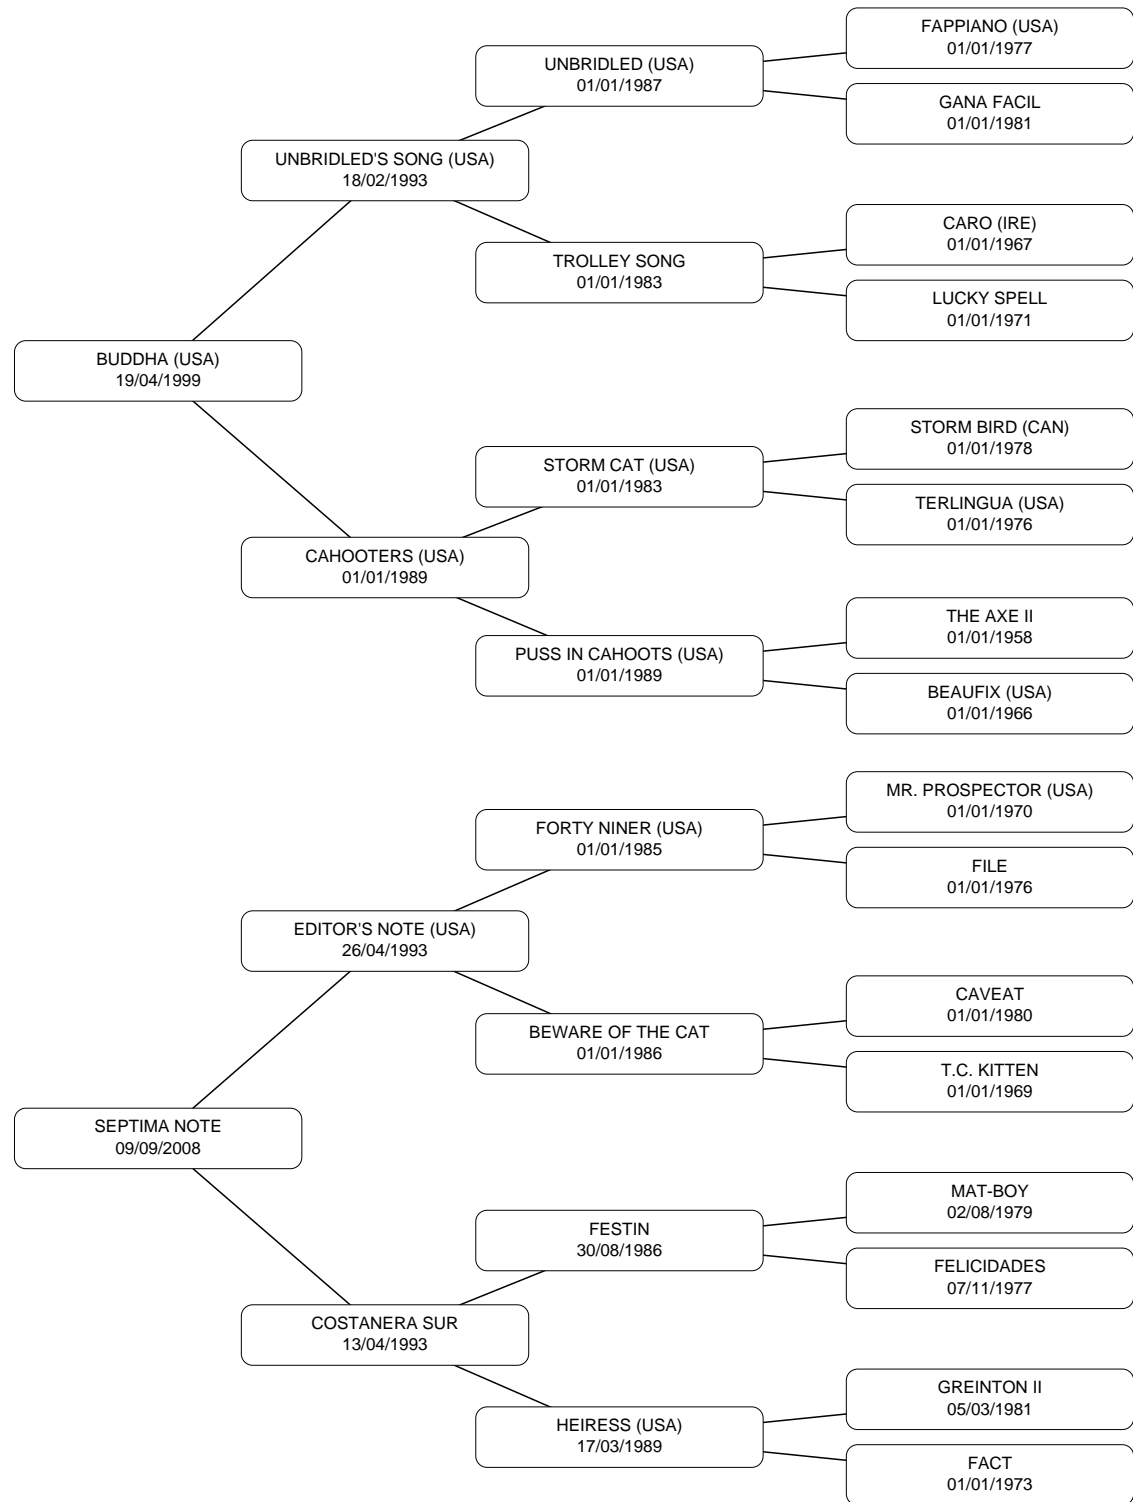 FAPPIANO (USA)
01/01/1977
UNBRIDLED (USA)
01/01/1987
GANA FACIL
01/01/1981
UNBRIDLED'S SONG (USA)
18/02/1993
CARO (IRE)
01/01/1967
TROLLEY SONG
01/01/1983
LUCKY SPELL
01/01/1971
BUDDHA (USA)
19/04/1999
STORM BIRD (CAN)
01/01/1978
STORM CAT (USA)
01/01/1983
TERLINGUA (USA)
01/01/1976
CAHOOTERS (USA)
01/01/1989
THE AXE II
01/01/1958
PUSS IN CAHOOTS (USA)
01/01/1989
BEAUFIX (USA)
01/01/1966
MR. PROSPECTOR (USA)
01/01/1970
FORTY NINER (USA)
01/01/1985
FILE
01/01/1976
EDITOR'S NOTE (USA)
26/04/1993
CAVEAT
01/01/1980
BEWARE OF THE CAT
01/01/1986
T.C. KITTEN
01/01/1969
SEPTIMA NOTE
09/09/2008
MAT-BOY
02/08/1979
FESTIN
30/08/1986
FELICIDADES
07/11/1977
COSTANERA SUR
13/04/1993
GREINTON II
05/03/1981
HEIRESS (USA)
17/03/1989
FACT
01/01/1973